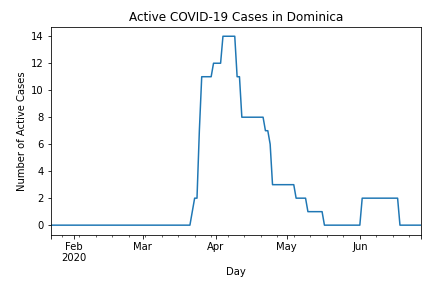 Active COVID-19 Cases in Dominica
Number of Active Cases
14
12
10
8
6
4
2
0
Feb Mar Apr May Jun
2020
Day